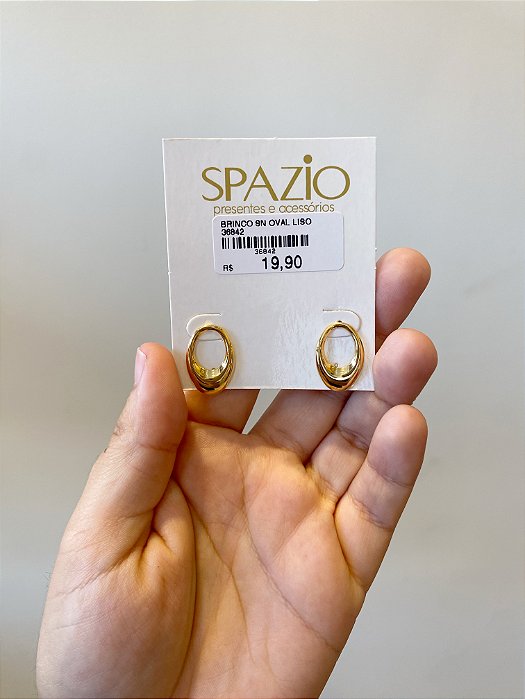 SPAZiO
presentes e acessórios
BRINCO SN OVAL LISO
36842
36842
R$ 19,90